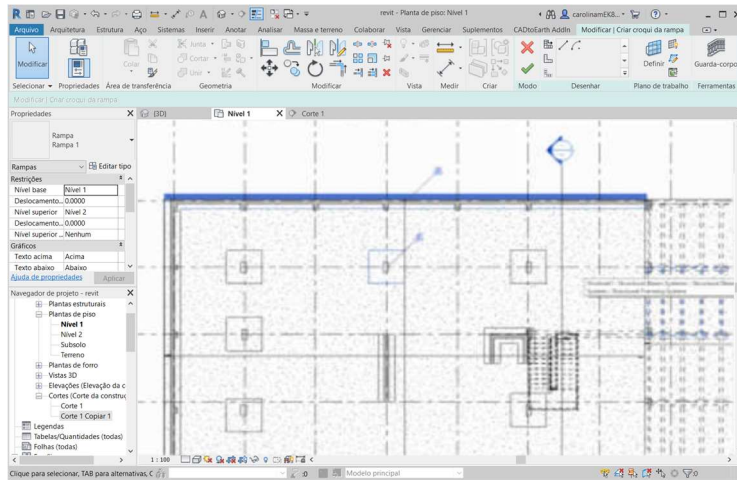 revit - Planta de piso: Nível 1
carolinamEK8...
Arquivo Arquitetura Estrutura Aço Sistemas Inserir Anotar Analisar Massa e terreno Colaborar Vista Gerenciar Suplementos CADtoEarth AddIn Modificar | Criar croqui da rampa
Modificar
Colar
Junta
Cortar
Unir
Definir
Guarda-corpo
Selecionar Propriedades Área de transferência Geometria Modificar Vista Medir Criar Modo Desenhar Plano de trabalho Ferramentas
Modificar | Criar croqui da rampa
Propriedades
{3D}
Nível 1
Corte 1
Rampa
Rampa 1
Rampas
Editar tipo
Restrições
Nível base Nível 1
Deslocamento... 0.0000
Nível superior Nível 2
Deslocamento... 0.0000
Nível superior ... Nenhum
Gráficos
Texto acima Acima
Texto abaixo Abaixo
Ajuda de propriedades Aplicar
Navegador de projeto - revit
Plantas estruturais
Plantas de piso
Nível 1
Nível 2
Subsolo
Terreno
Plantas de forro
Vistas 3D
Elevações (Elevação da c
Cortes (Corte da construç
Corte 1
Corte 1 Copiar 1
Legendas
Tabelas/Quantidades (todas)
Folhas (todas)
1 : 100
Clique para selecionar, TAB para alternativas, C
:0
Modelo principal
:0